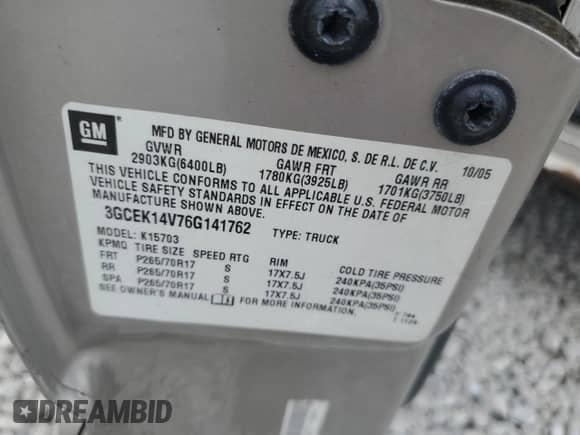 GM
MFD BY GENERAL MOTORS DE MEXICO, S. DE R.L. DE C.V. 10/05
GVWR GAWR FRT GAWR RR
2903KG(6400LB) 1780KG(3925LB) 1701KG(3750LB)
THIS VEHICLE CONFORMS TO ALL APPLICABLE U.S. FEDERAL MOTOR
VEHICLE SAFETY STANDARDS IN EFFECT ON THE DATE OF
MANUFACTURE SHOWN ABOVE.
3GCEK14V76G141762 TYPE: TRUCK
MODEL: K15703
KPMQ TIRE SIZE SPEED RTG RIM COLD TIRE PRESSURE
FRT P265/70R17 S 17X7.5J 240KPA(35PSI)
RR P265/70R17 S 17X7.5J 240KPA(35PSI)
SPA P265/70R17 S 17X7.5J 240KPA(35PSI)
SEE OWNER'S MANUAL FOR MORE INFORMATION.
DREAMBID